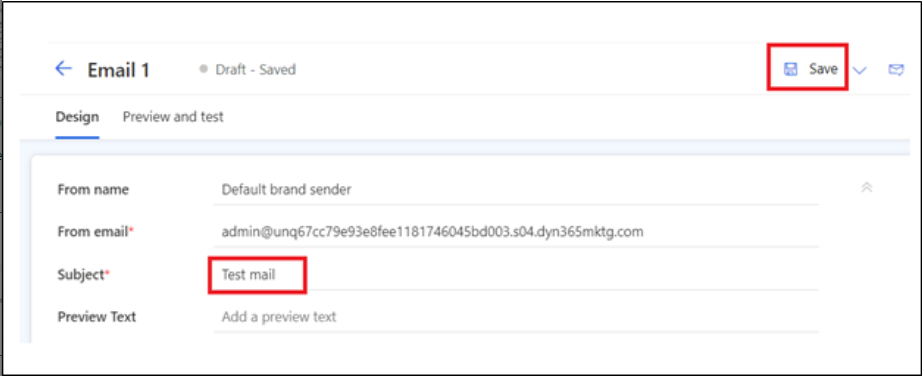 Email 1 Draft - Saved Save
Design Preview and test
From name Default brand sender
From email* admin@unq67cc79e93e8fee1181746045bd003.s04.dyn365mktg.com
Subject* Test mail
Preview Text Add a preview text